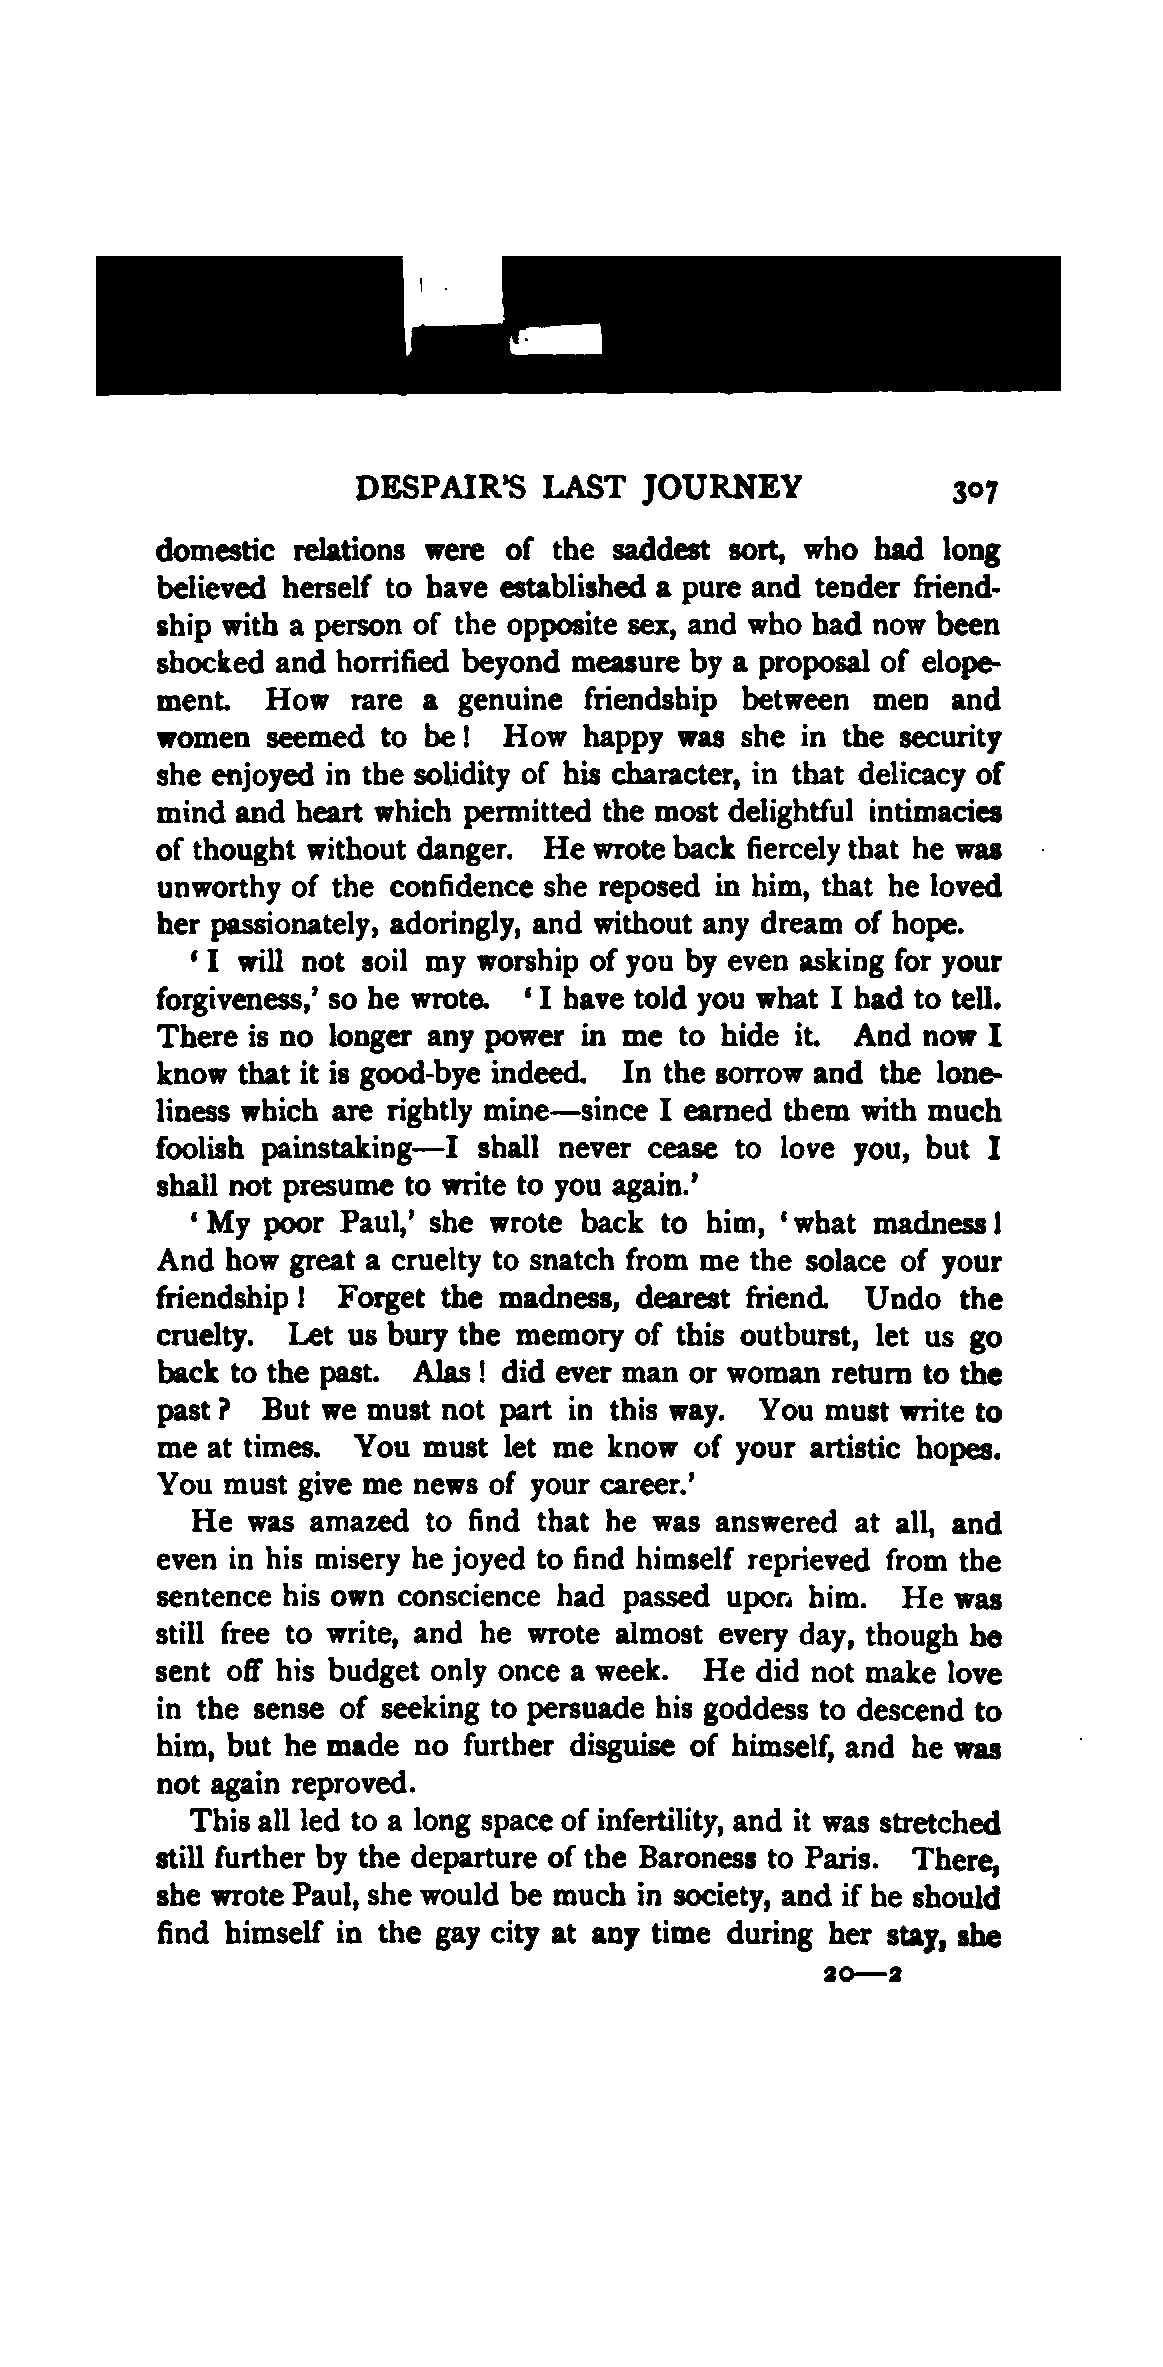 DESPAIR'S LAST JOURNEY 307
domestic relations were of the saddest sort, who had long
believed herself to have established a pure and tender friend-
ship with a person of the opposite sex, and who had now been
shocked and horrified beyond measure by a proposal of elope-
ment. How rare a genuine friendship between men and
women seemed to be! How happy was she in the security
she enjoyed in the solidity of his character, in that delicacy of
mind and heart which permitted the most delightful intimacies
of thought without danger. He wrote back fiercely that he was
unworthy of the confidence she reposed in him, that he loved
her passionately, adoringly, and without any dream of hope.
‘I will not soil my worship of you by even asking for your
forgiveness,’ so he wrote. ‘I have told you what I had to tell.
There is no longer any power in me to hide it. And now I
know that it is good-bye indeed. In the sorrow and the lone-
liness which are rightly mine—since I earned them with much
foolish painstaking—I shall never cease to love you, but I
shall not presume to write to you again.’
‘My poor Paul,’ she wrote back to him, ‘what madness!
And how great a cruelty to snatch from me the solace of your
friendship! Forget the madness, dearest friend. Undo the
cruelty. Let us bury the memory of this outburst, let us go
back to the past. Alas! did ever man or woman return to the
past? But we must not part in this way. You must write to
me at times. You must let me know of your artistic hopes.
You must give me news of your career.’
He was amazed to find that he was answered at all, and
even in his misery he joyed to find himself reprieved from the
sentence his own conscience had passed upon him. He was
still free to write, and he wrote almost every day, though he
sent off his budget only once a week. He did not make love
in the sense of seeking to persuade his goddess to descend to
him, but he made no further disguise of himself, and he was
not again reproved.
This all led to a long space of infertility, and it was stretched
still further by the departure of the Baroness to Paris. There,
she wrote Paul, she would be much in society, and if he should
find himself in the gay city at any time during her stay, she
20—2